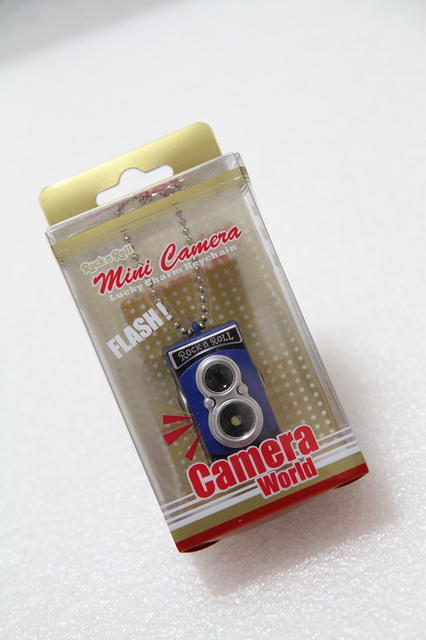 Rock n Roll
Mini Camera
Lucky Charm Keychain
FLASH!
ROCK n ROLL
Camera
World